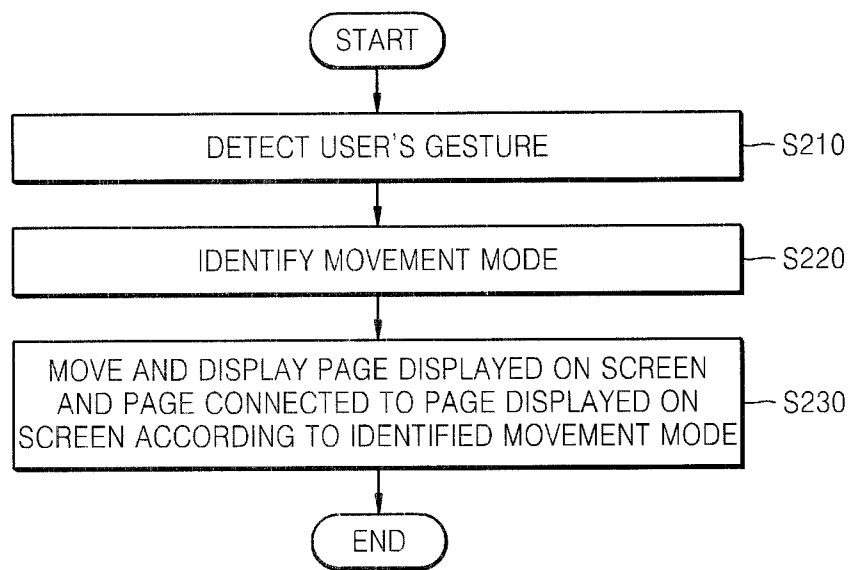 START
DETECT USER'S GESTURE
S210
IDENTIFY MOVEMENT MODE
S220
MOVE AND DISPLAY PAGE DISPLAYED ON SCREEN
AND PAGE CONNECTED TO PAGE DISPLAYED ON
SCREEN ACCORDING TO IDENTIFIED MOVEMENT MODE
S230
END